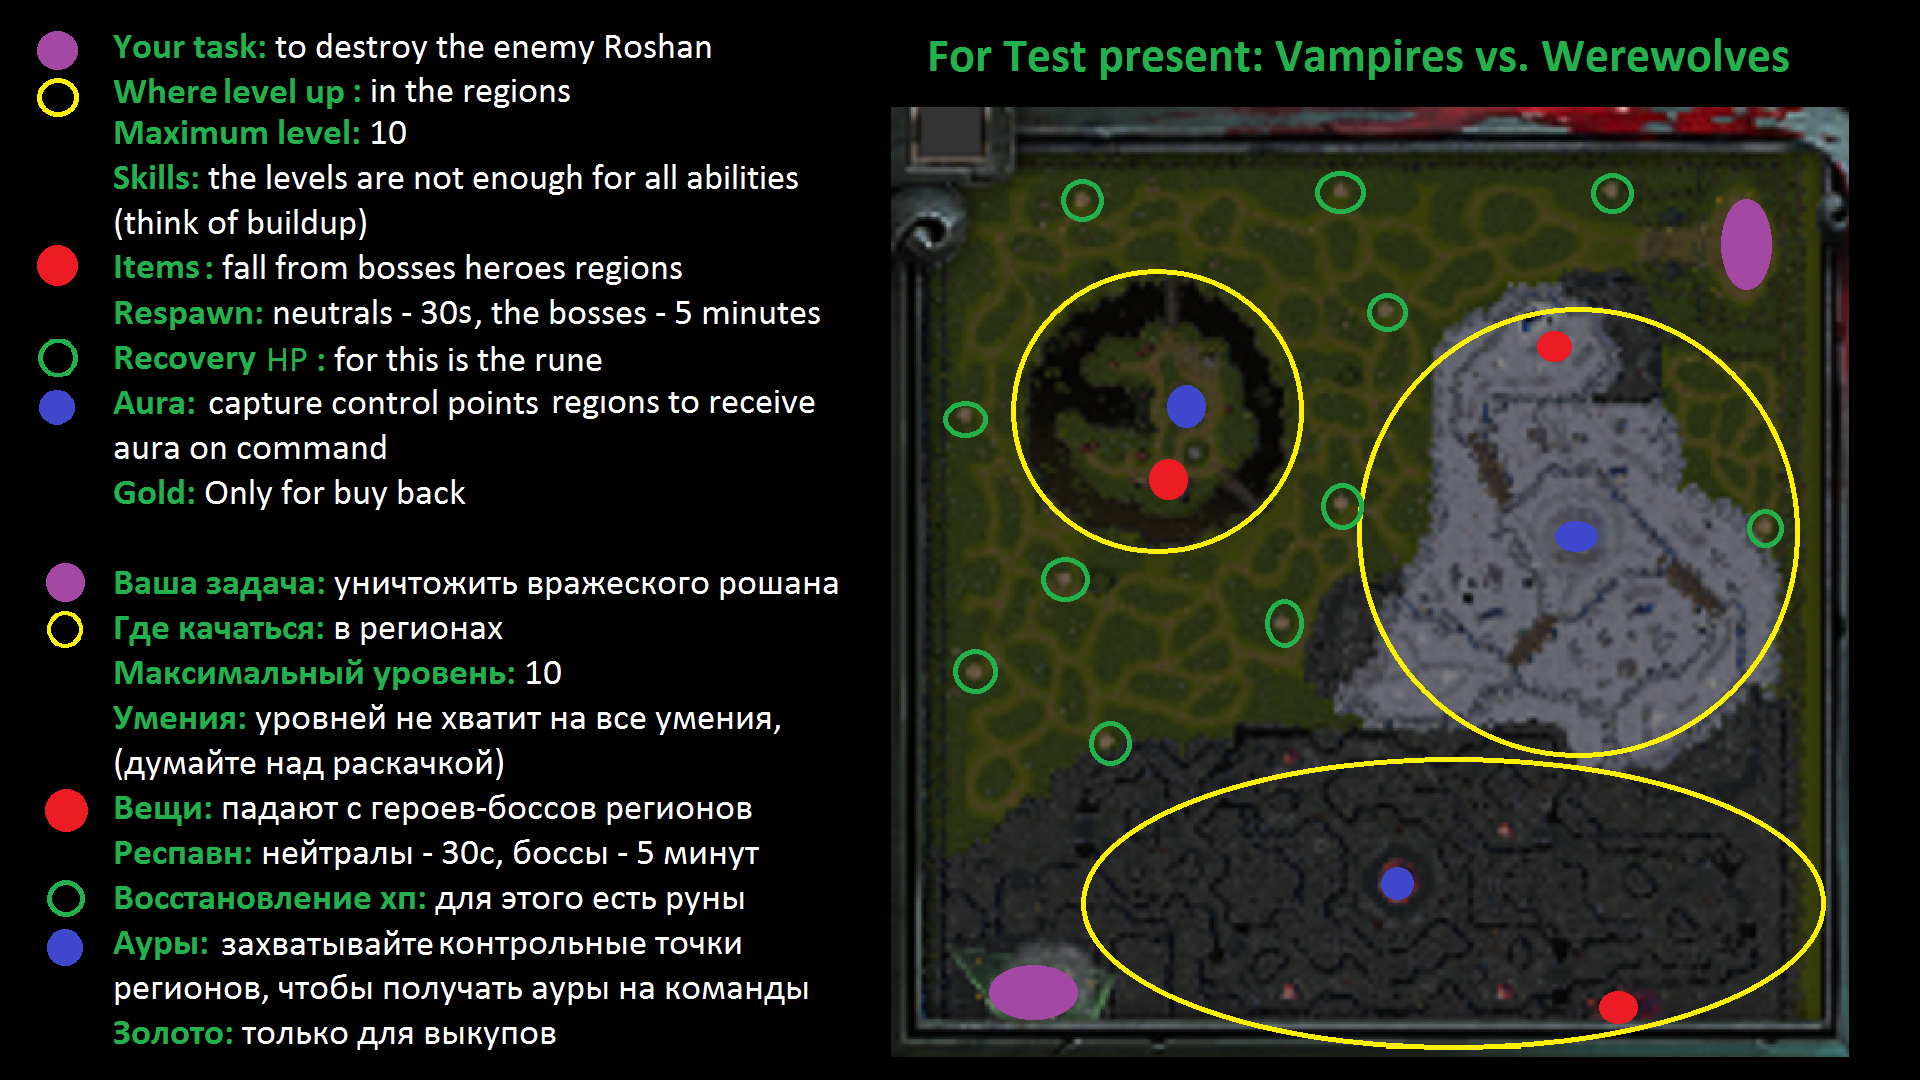 Your task: to destroy the enemy Roshan
Where level up : in the regions
Maximum level: 10
Skills: the levels are not enough for all abilities
(think of buildup)
Items : fall from bosses heroes regions
Respawn: neutrals - 30s, the bosses - 5 minutes
Recovery HP : for this is the rune
Aura: capture control points regions to receive
aura on command
Gold: Only for buy back
Ваша задача: уничтожить вражеского рошана
Где качаться: в регионах
Максимальный уровень: 10
Умения: уровней не хватит на все умения,
(думайте над раскачкой)
Вещи: падают с героев-боссов регионов
Респавн: нейтралы - 30с, боссы - 5 минут
Восстановление хп: для этого есть руны
Ауры: захватывайте контрольные точки
регионов, чтобы получать ауры на команды
Золото: только для выкупов
For Test present: Vampires vs. Werewolves